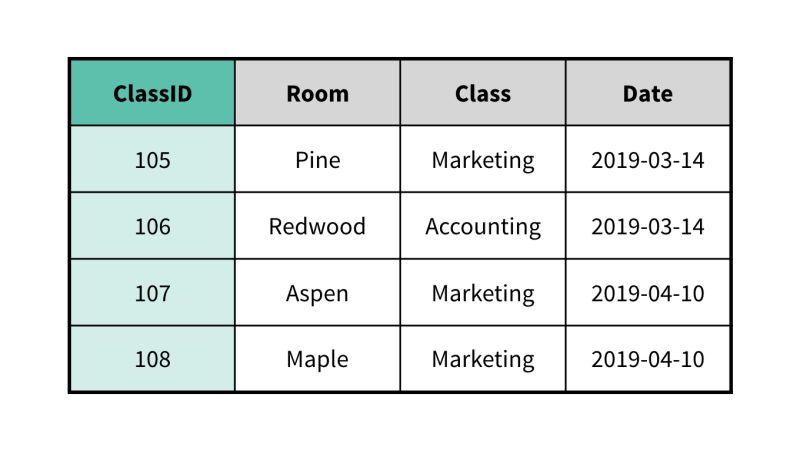 ClassID Room Class Date
105 Pine Marketing 2019-03-14
106 Redwood Accounting 2019-03-14
107 Aspen Marketing 2019-04-10
108 Maple Marketing 2019-04-10